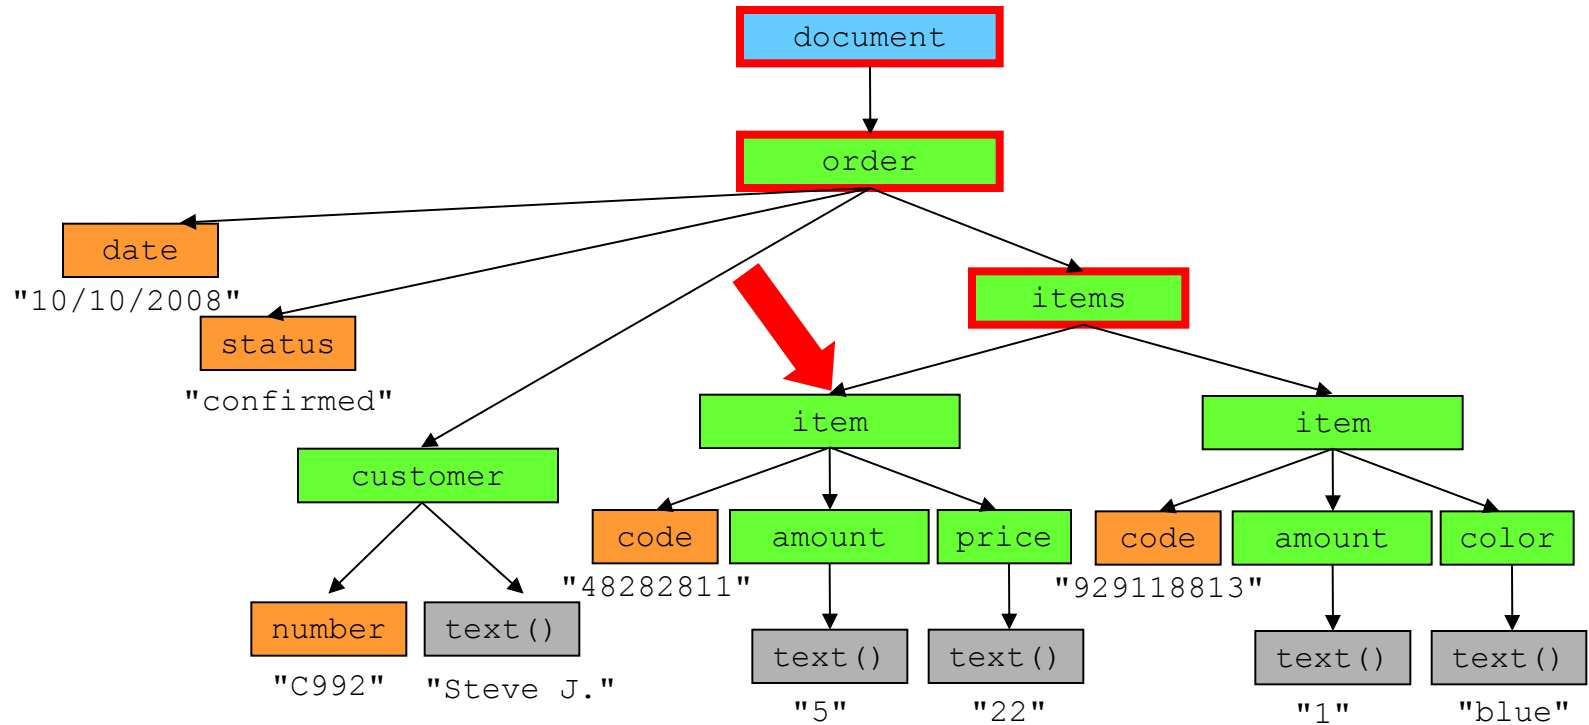 document
order
date
"10/10/2008"
items
status
"confirmed"
item
item
customer
code
amount
price
code
amount
color
"48282811"
"929118813"
number
text()
text()
text()
text()
text()
"C992"
"Steve J."
"5"
"22"
"1"
"blue"